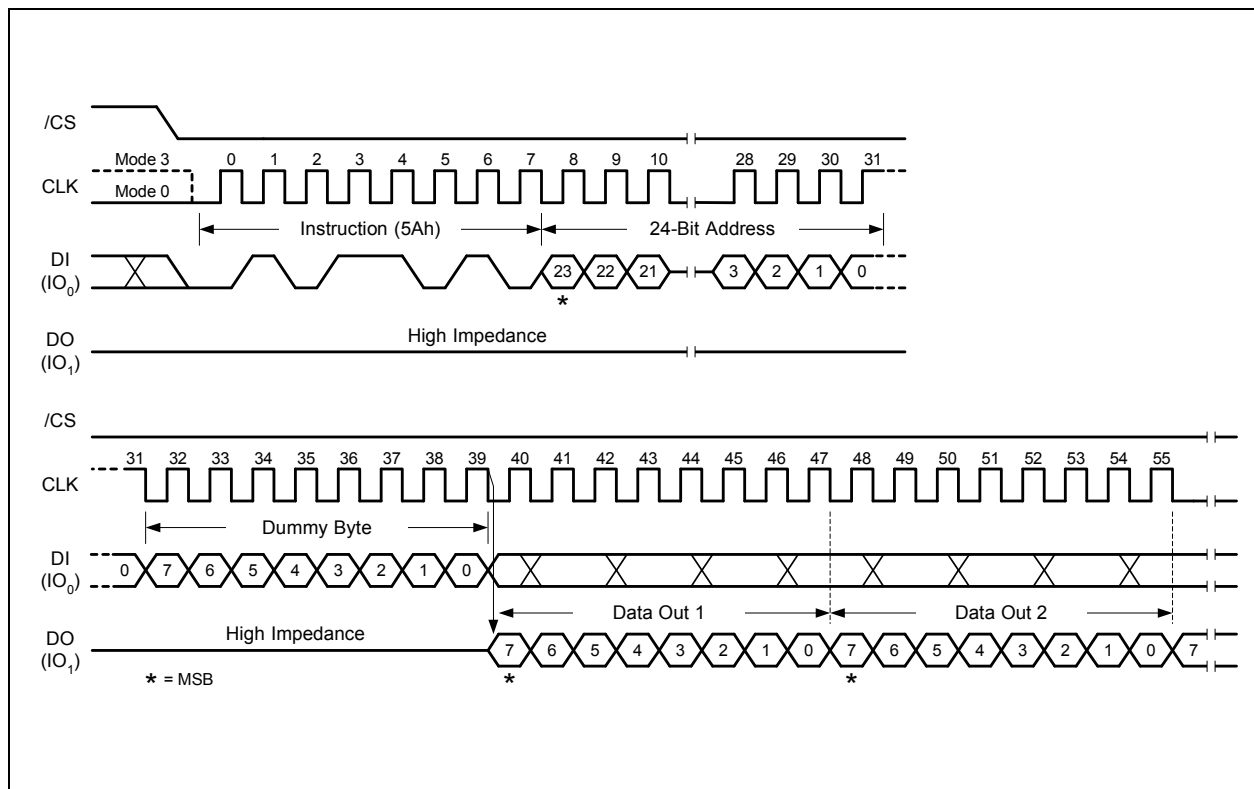 /CS
Mode 3 0 1 2 3 4 5 6 7 8 9 10 28 29 30 31
CLK Mode 0
Instruction (5Ah) 24-Bit Address
DI
(IO0) 23 22 21 3 2 1 0
*
High Impedance
DO
(IO1)
/CS
31 32 33 34 35 36 37 38 39 40 41 42 43 44 45 46 47 48 49 50 51 52 53 54 55
CLK
Dummy Byte
DI
(IO0) 0 7 6 5 4 3 2 1 0
Data Out 1 Data Out 2
High Impedance
DO
(IO1) 7 6 5 4 3 2 1 0 7 6 5 4 3 2 1 0 7
* = MSB * *